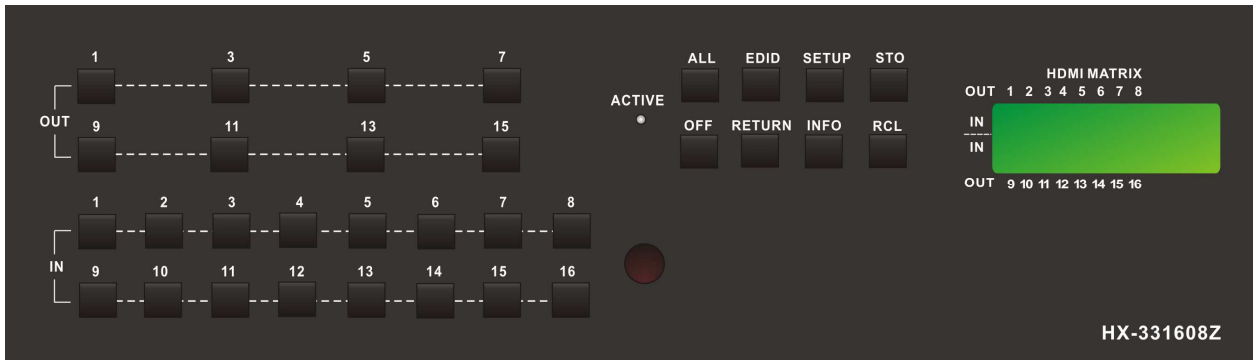 1 3 5 7
OUT
9 11 13 15
1 2 3 4 5 6 7 8
IN
9 10 11 12 13 14 15 16
ACTIVE
ALL EDID SETUP STO
OFF RETURN INFO RCL
HDMI MATRIX
OUT 1 2 3 4 5 6 7 8
IN
IN
OUT 9 10 11 12 13 14 15 16
HX-331608Z